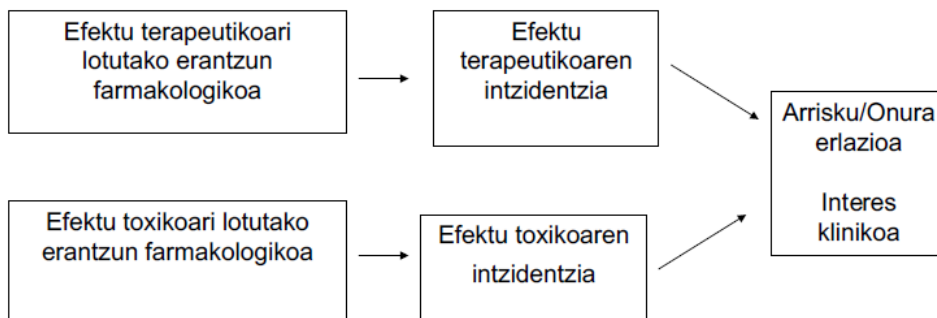 Efektu terapeutikoari
lotutako erantzun
farmakologikoa
Efektu
terapeutikoaren
intzidentzia
Arrisku/Onura
erlazioa
Interes
klinikoa
Efektu toxikoari lotutako
erantzun farmakologikoa
Efektu toxikoaren
intzidentzia